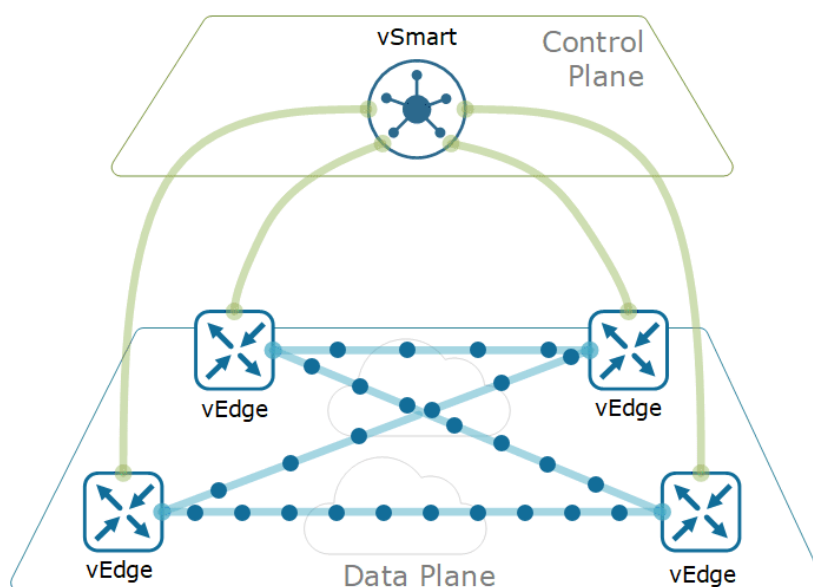 vSmart
Control
Plane
vEdge
vEdge
vEdge
vEdge
Data Plane